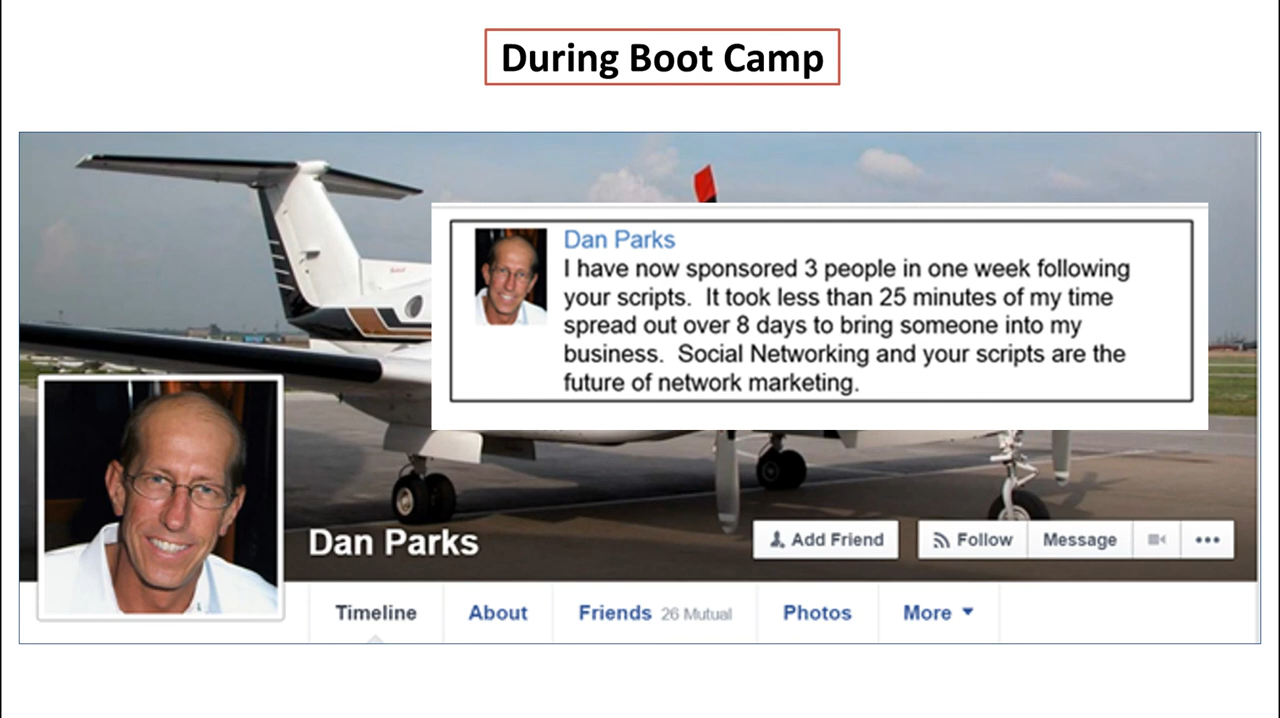 During Boot Camp
Dan Parks
I have now sponsored 3 people in one week following
your scripts.  It took less than 25 minutes of my time
spread out over 8 days to bring someone into my
business.  Social Networking and your scripts are the
future of network marketing.
Dan Parks
Add Friend
Follow
Message
Timeline
About
Friends 26 Mutual
Photos
More